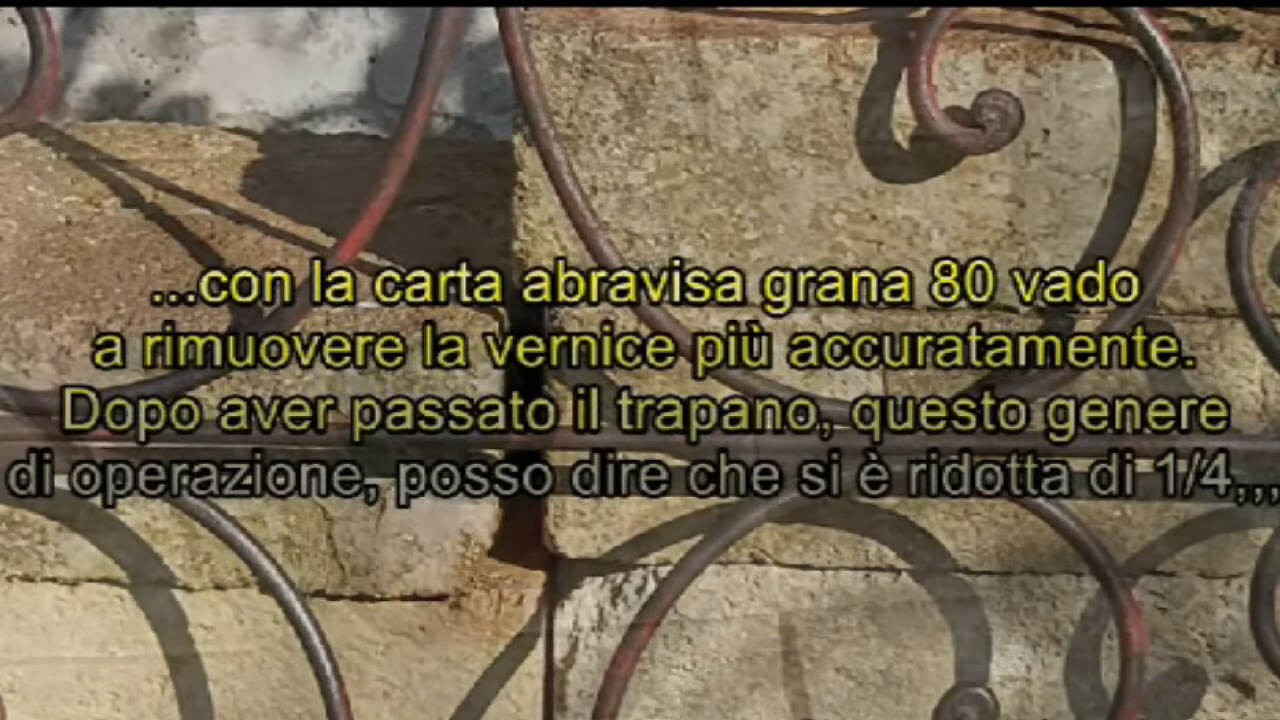 ...con la carta abravisa grana 80 vado
a rimuovere la vernice più accuratamente.
Dopo aver passato il trapano, questo genere
di operazione, posso dire che si è ridotta di 1/4,,,